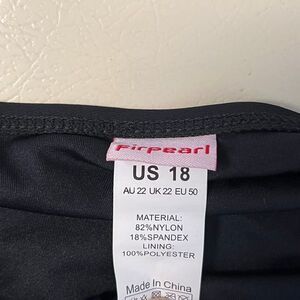 Firpearl
US 18
AU 22 UK 22 EU 50
MATERIAL:
82%NYLON
18%SPANDEX
LINING:
100%POLYESTER
Made In China